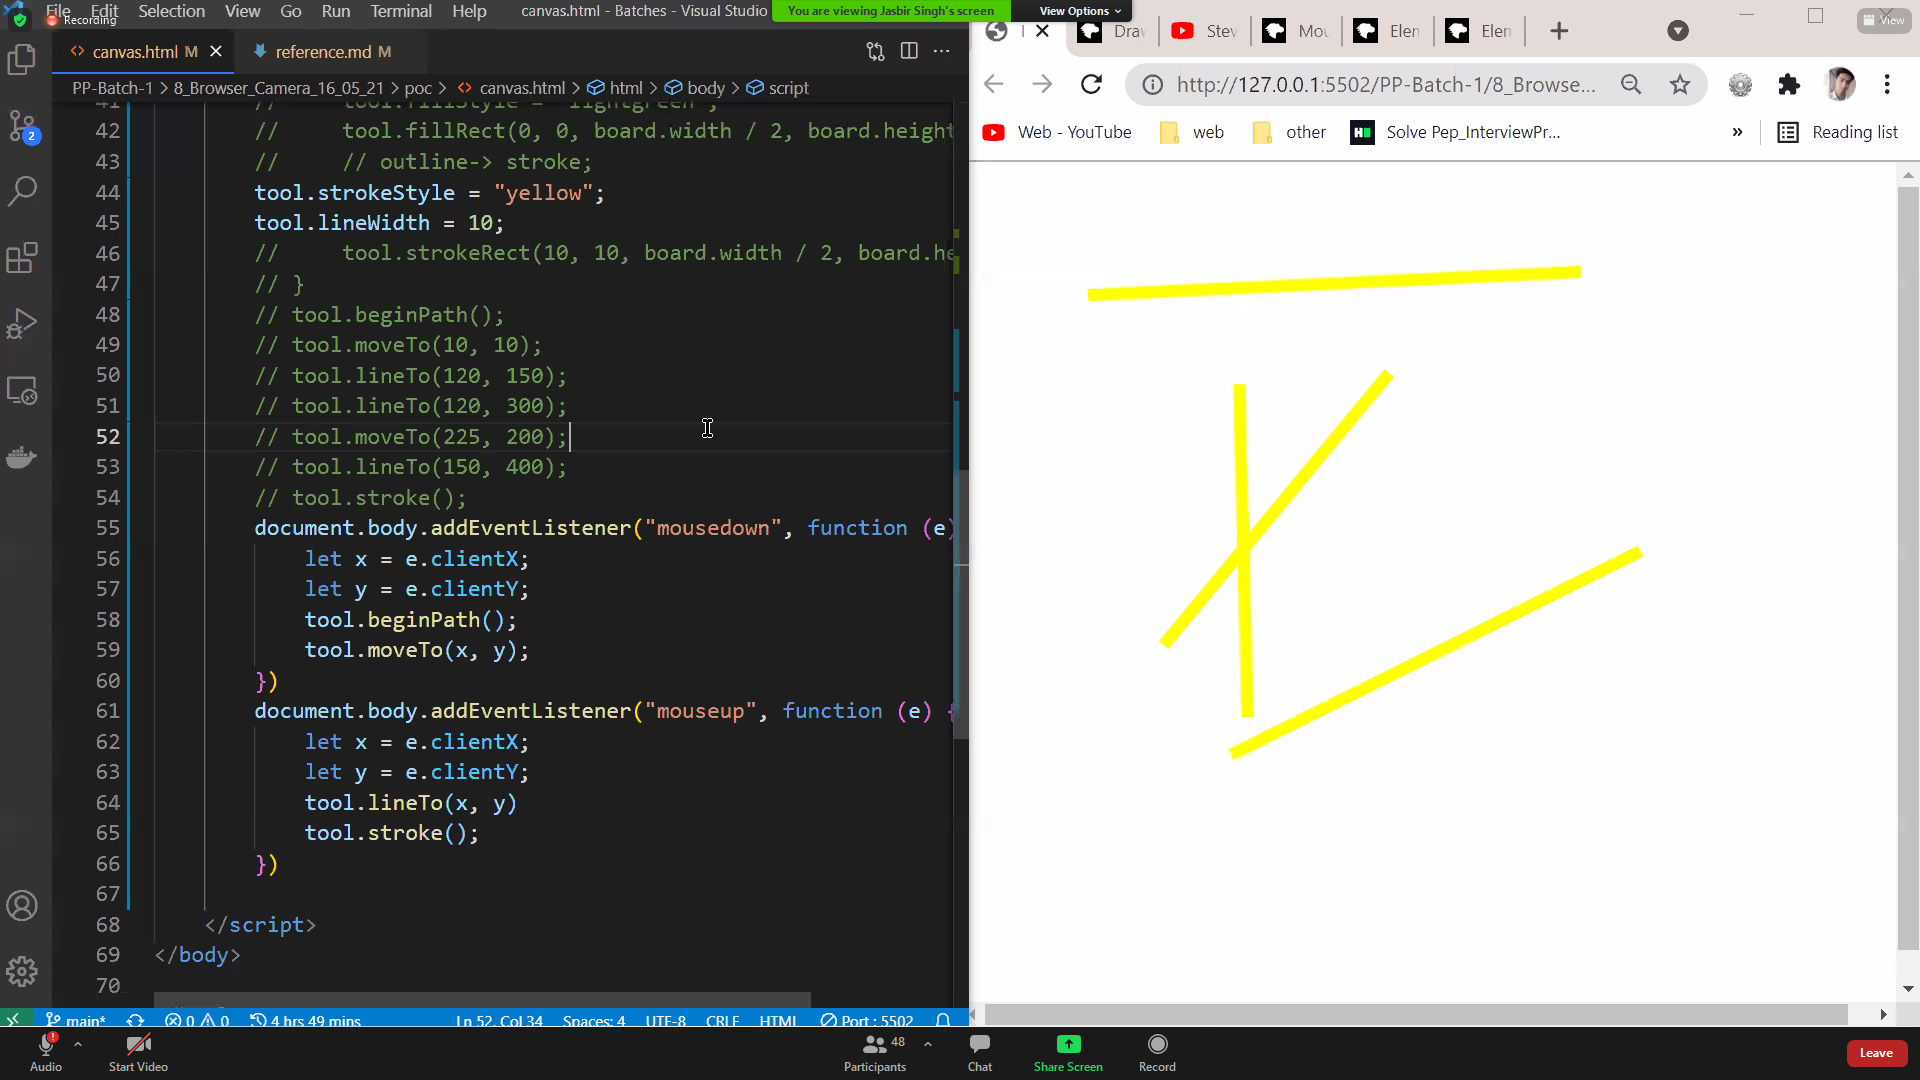 File Edit Selection View Go Run Terminal Help canvas.html - Batches - Visual Studio
Recording
You are viewing Jasbir Singh's screen View Options
View
canvas.html M reference.md M
Drav Stev Mou Elen Elen
PP-Batch-1 > 8_Browser_Camera_16_05_21 > poc > canvas.html > html > body > script
http://127.0.0.1:5502/PP-Batch-1/8_Browse...
Web - YouTube web other Solve Pep_InterviewPr... » Reading list
41 // tool.fillStyle = "lightgreen";
42 // tool.fillRect(0, 0, board.width / 2, board.height
43 // // outline-> stroke;
44 tool.strokeStyle = "yellow";
45 tool.lineWidth = 10;
46 // tool.strokeRect(10, 10, board.width / 2, board.he
47 // }
48 // tool.beginPath();
49 // tool.moveTo(10, 10);
50 // tool.lineTo(120, 150);
51 // tool.lineTo(120, 300);
52 // tool.moveTo(225, 200);
53 // tool.lineTo(150, 400);
54 // tool.stroke();
55 document.body.addEventListener("mousedown", function (e)
56 let x = e.clientX;
57 let y = e.clientY;
58 tool.beginPath();
59 tool.moveTo(x, y);
60 })
61 document.body.addEventListener("mouseup", function (e) {
62 let x = e.clientX;
63 let y = e.clientY;
64 tool.lineTo(x, y)
65 tool.stroke();
66 })
67
68 </script>
69 </body>
70
2
main* 0 0 4 hrs 49 mins Ln 52, Col 34 Spaces: 4 UTF-8 CRLF HTML Port : 5502
Audio Start Video Participants 48 Chat Share Screen Record Leave